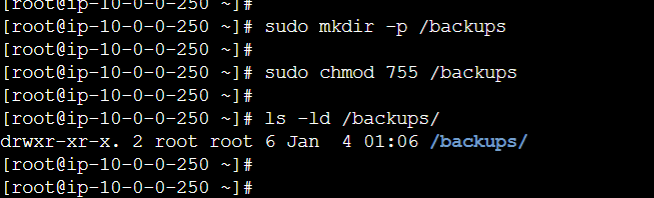 [root@ip-10-0-0-250 ~]#
[root@ip-10-0-0-250 ~]# sudo mkdir -p /backups
[root@ip-10-0-0-250 ~]#
[root@ip-10-0-0-250 ~]# sudo chmod 755 /backups
[root@ip-10-0-0-250 ~]#
[root@ip-10-0-0-250 ~]# ls -ld /backups/
drwxr-xr-x. 2 root root 6 Jan  4 01:06 /backups/
[root@ip-10-0-0-250 ~]#
[root@ip-10-0-0-250 ~]#